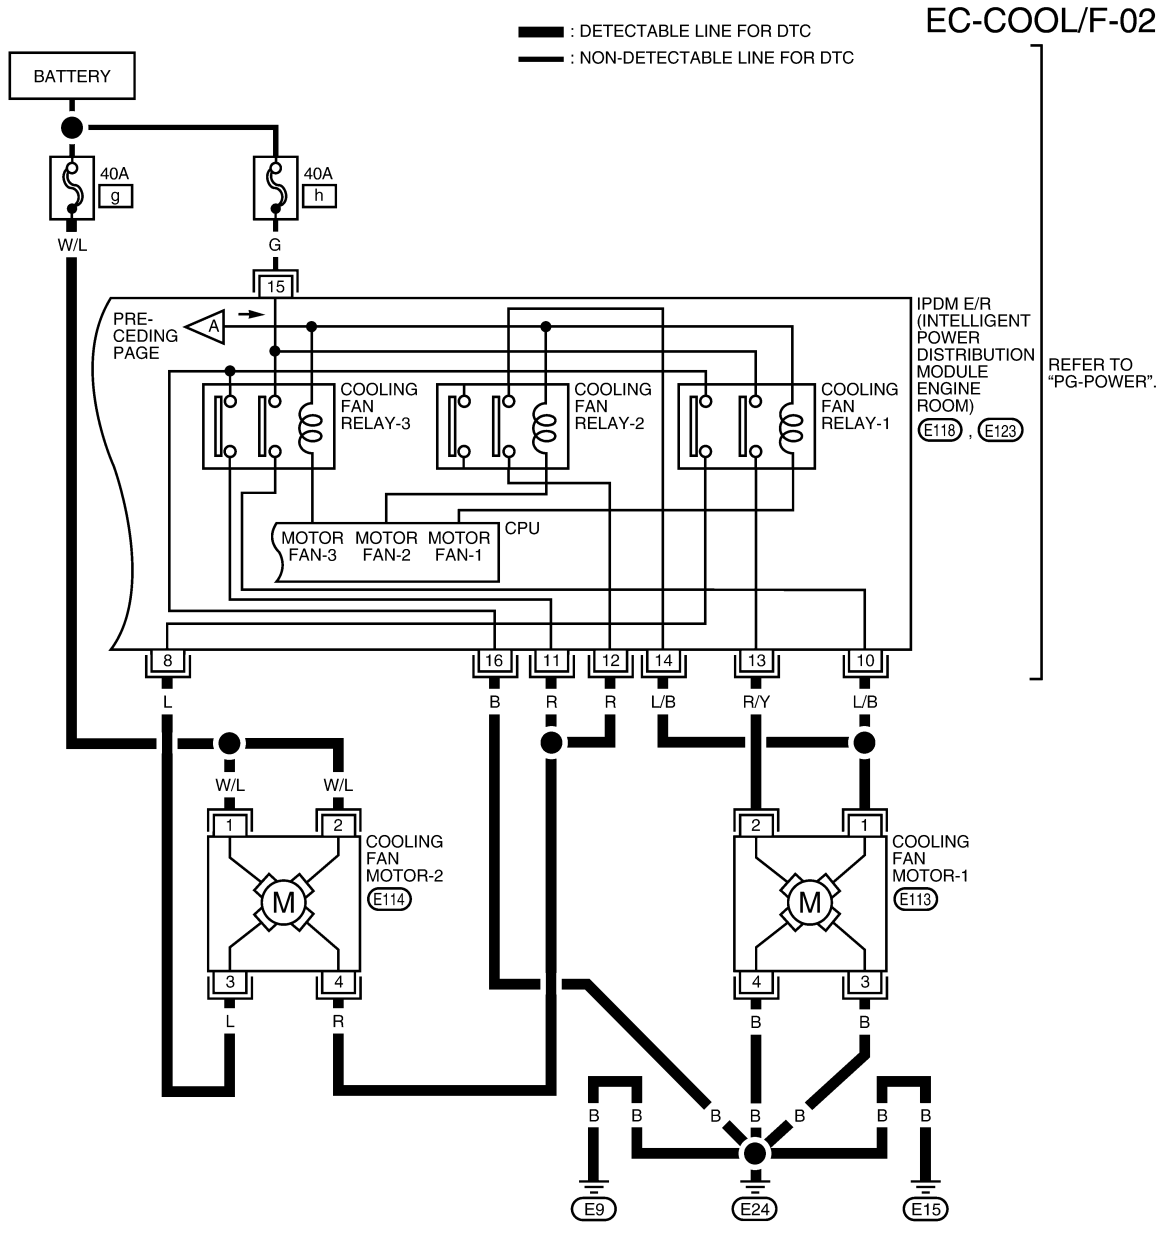 EC-COOL/F-02
: DETECTABLE LINE FOR DTC
: NON-DETECTABLE LINE FOR DTC
BATTERY
40A
g
40A
h
W/L
G
15
PRE-
CEDING
PAGE
A
IPDM E/R
(INTELLIGENT
POWER
DISTRIBUTION
MODULE
ENGINE
ROOM)
E118 , E123
REFER TO
“PG-POWER”.
COOLING
FAN
RELAY-3
COOLING
FAN
RELAY-2
COOLING
FAN
RELAY-1
CPU
MOTOR
FAN-3
MOTOR
FAN-2
MOTOR
FAN-1
8 16 11 12 14 13 10
L B R R L/B R/Y L/B
W/L W/L
1 2
COOLING
FAN
MOTOR-2
E114
M
3 4
L R
2 1
COOLING
FAN
MOTOR-1
E113
M
4 3
B B
B B B B B B B
E9 E24 E15